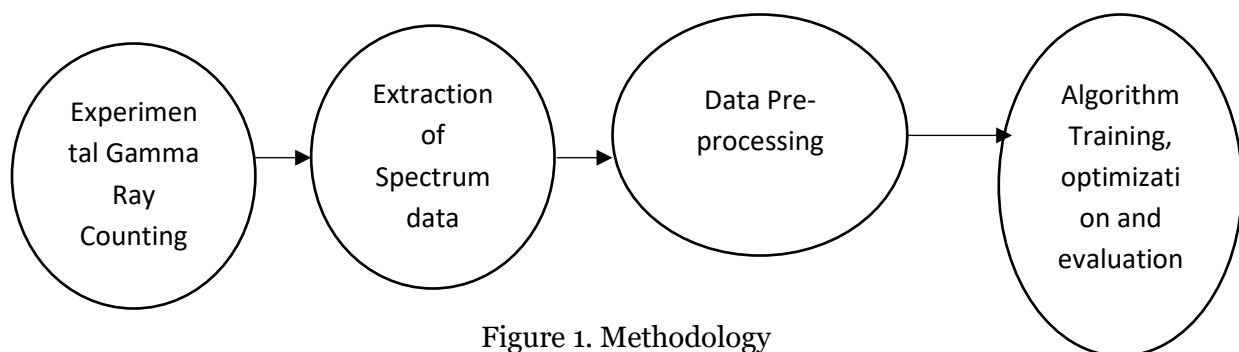 Experimen
tal Gamma
Ray
Counting
Extraction
of
Spectrum
data
Data Pre-
processing
Algorithm
Training,
optimizati
on and
evaluation
Figure 1. Methodology